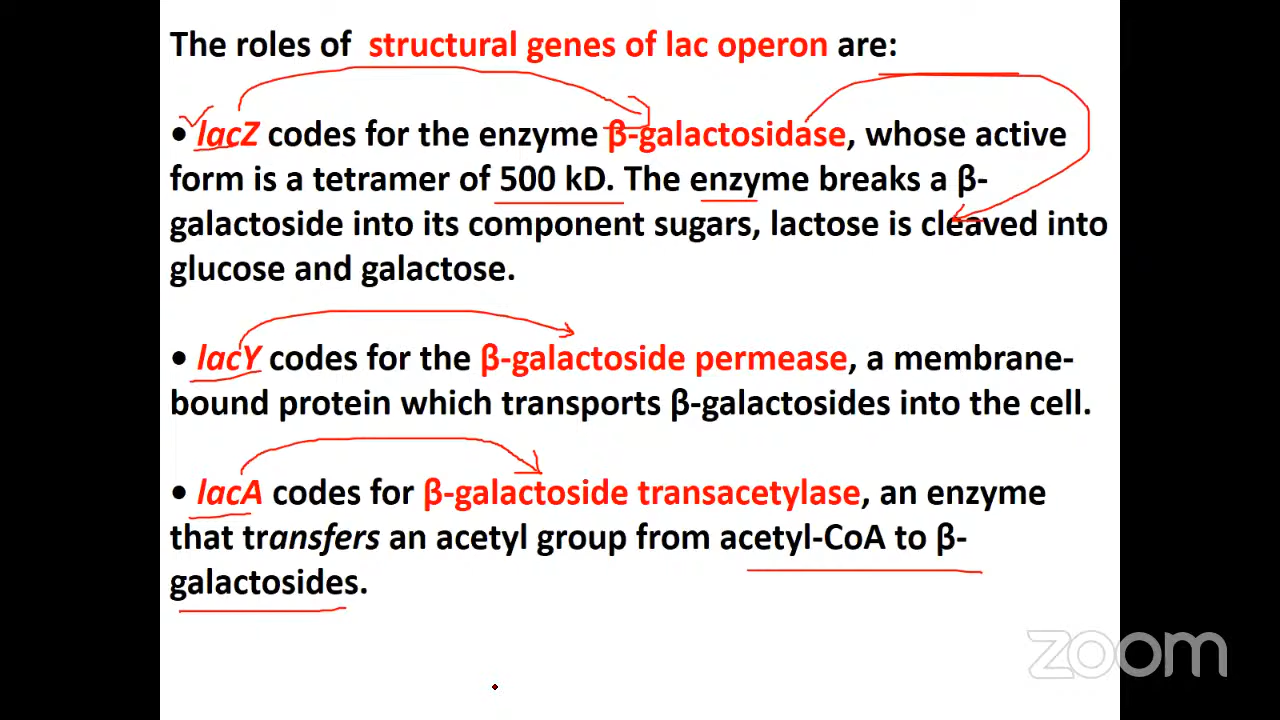 The roles of structural genes of lac operon are:
• lacZ codes for the enzyme β-galactosidase, whose active
form is a tetramer of 500 kD. The enzyme breaks a β-
galactoside into its component sugars, lactose is cleaved into
glucose and galactose.
• lacY codes for the β-galactoside permease, a membrane-
bound protein which transports β-galactosides into the cell.
• lacA codes for β-galactoside transacetylase, an enzyme
that transfers an acetyl group from acetyl-CoA to β-
galactosides.
zoom